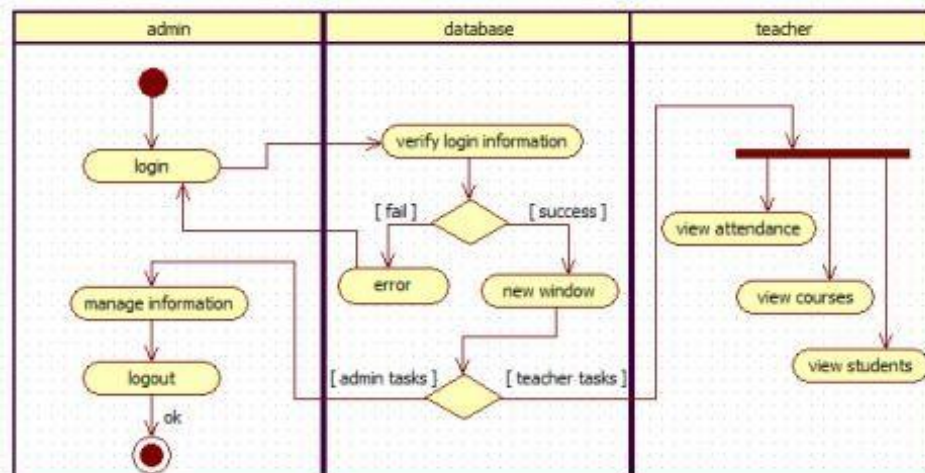 admin
database
teacher
login
verify login information
[ fail ]
[ success ]
view attendance
error
new window
manage information
view courses
[ admin tasks ]
[ teacher tasks ]
view students
logout
ok